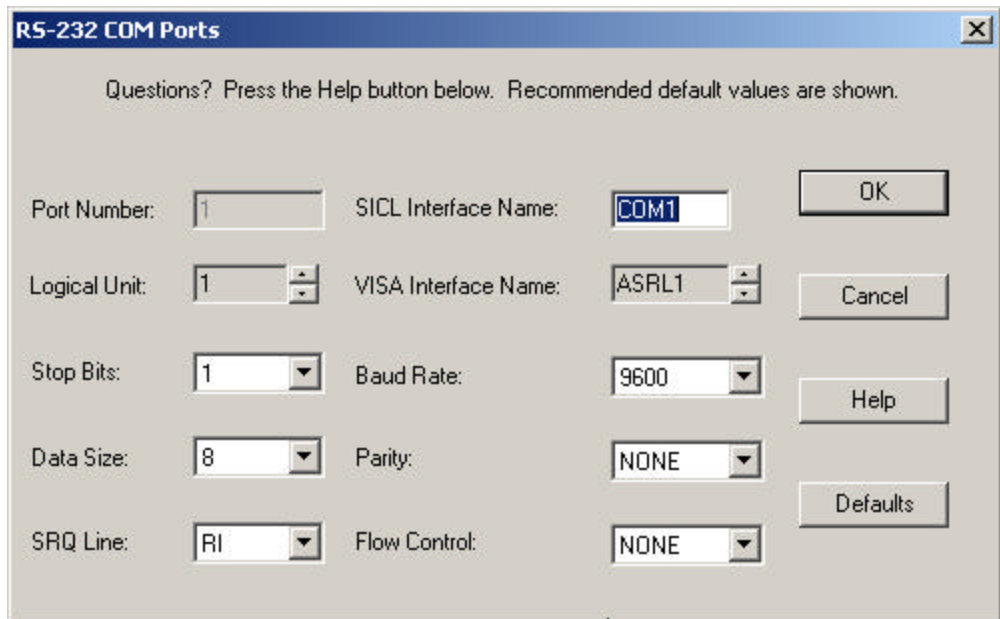 RS-232 COM Ports
Questions? Press the Help button below. Recommended default values are shown.
Port Number: 1 SICL Interface Name: COM1 OK
Logical Unit: 1 VISA Interface Name: ASRL1 Cancel
Stop Bits: 1 Baud Rate: 9600 Help
Data Size: 8 Parity: NONE Defaults
SRQ Line: RI Flow Control: NONE